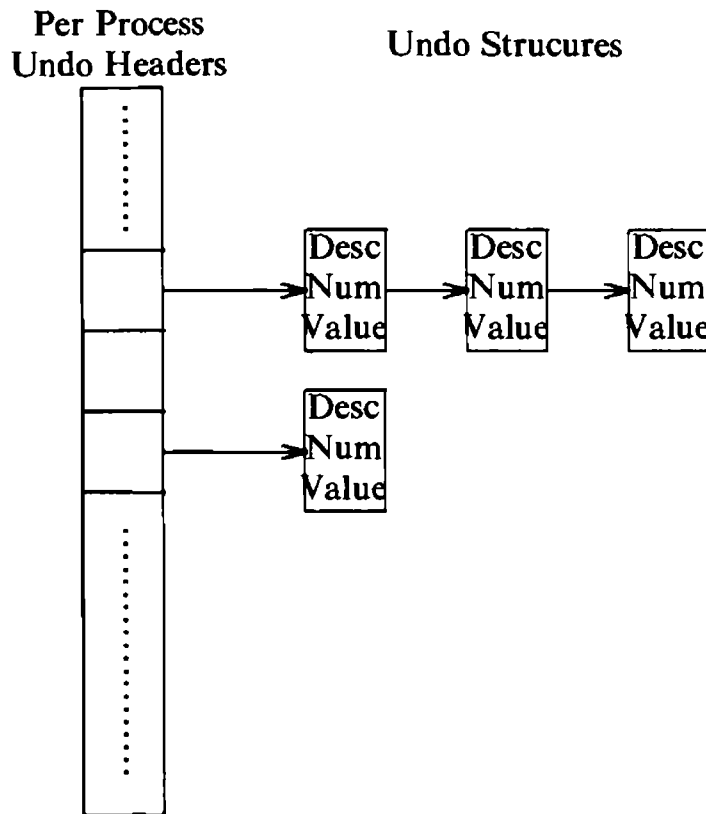 Per Process
Undo Headers
Undo Strucures
Desc
Num
Value
Desc
Num
Value
Desc
Num
Value
Desc
Num
Value